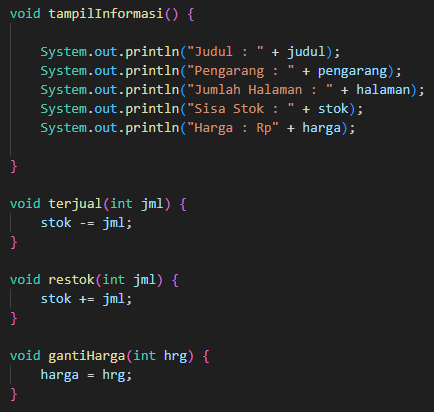 void tampilInformasi() {
System.out.println("Judul : " + judul);
System.out.println("Pengarang : " + pengarang);
System.out.println("Jumlah Halaman : " + halaman);
System.out.println("Sisa Stok : " + stok);
System.out.println("Harga : Rp" + harga);
}
void terjual(int jml) {
stok -= jml;
}
void restok(int jml) {
stok += jml;
}
void gantiHarga(int hrg) {
harga = hrg;
}